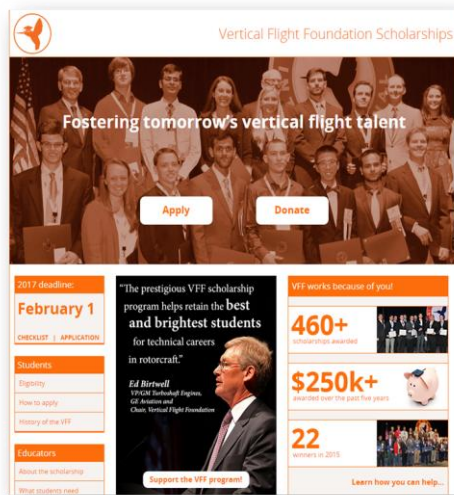 Vertical Flight Foundation Scholarships
Fostering tomorrow's vertical flight talent
Apply
Donate
2017 deadline:
February 1
CHECKLIST | APPLICATION
Students
Eligibility
How to apply
History of the VFF
Educators
About the scholarship
What students need
"The prestigious VFF scholarship
program helps retain the best
and brightest students
for technical careers
in rotorcraft."
Ed Birtwell
VP/GM Turboshaft Engines,
GE Aviation and
Chair, Vertical Flight Foundation
Support the VFF program!
VFF works because of you!
460+
scholarships awarded
$250k+
awarded over the past five years
22
winners in 2015
Learn how you can help...